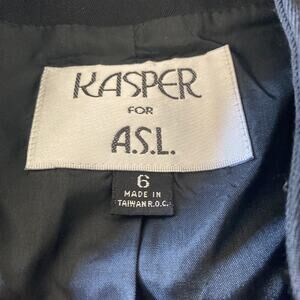 KASPER
FOR
A.S.L.
6
MADE IN
TAIWAN R.O.C.